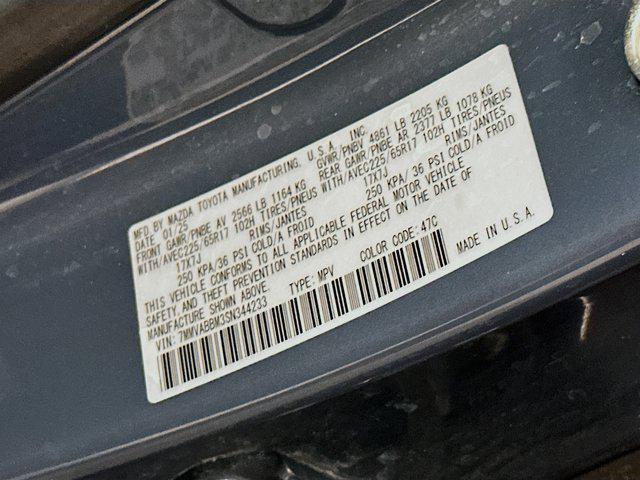 MFD BY MAZDA TOYOTA MANUFACTURING, U.S.A., INC.
DATE: 01/25 GVWR/PNBV 4861 LB 2205 KG
FRONT GAWR/PNBE AV 2566 LB 1164 KG REAR GAWR PNBE AR 2377 LB 1078 KG
WITH/AVEC225/65R17 102H TIRES/PNEUS WITH/AVEC225/65R17 102H TIRES/PNEUS
17X7J RIMS/JANTES 17X7J RIMS/JANTES
250 KPA/36 PSI COLD/A FROID 250 KPA/ 36 PSI COLD/A FROID
THIS VEHICLE CONFORMS TO ALL APPLICABLE FEDERAL MOTOR VEHICLE
SAFETY, AND THEFT PREVENTION STANDARDS IN EFFECT ON THE DATE OF
MANUFACTURE SHOWN ABOVE.
VIN: 7MMVABBM3SN344233 TYPE: MPV COLOR CODE: 47C
MADE IN U.S.A.